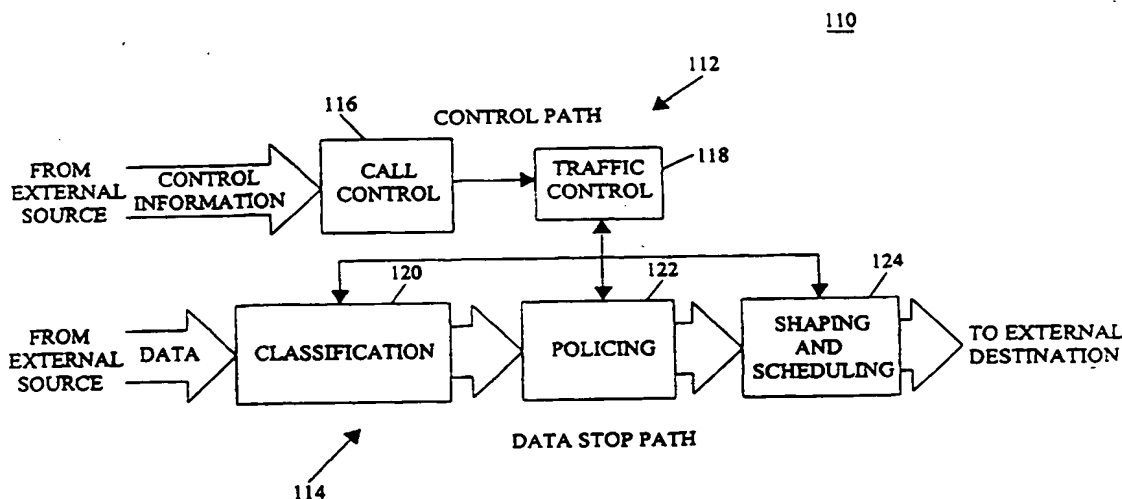 110
112
116
CONTROL PATH
FROM
EXTERNAL
SOURCE
CONTROL
INFORMATION
CALL
CONTROL
TRAFFIC
CONTROL
118
120
122
124
FROM
EXTERNAL
SOURCE
DATA
CLASSIFICATION
POLICING
SHAPING
AND
SCHEDULING
TO EXTERNAL
DESTINATION
DATA STOP PATH
114